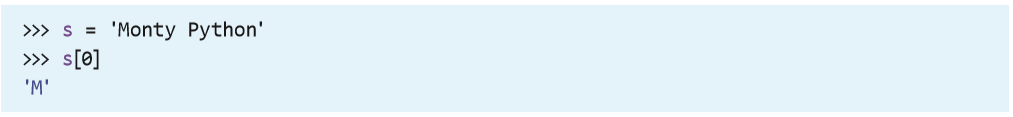 >>> s = 'Monty Python'
>>> s[0]
'M'